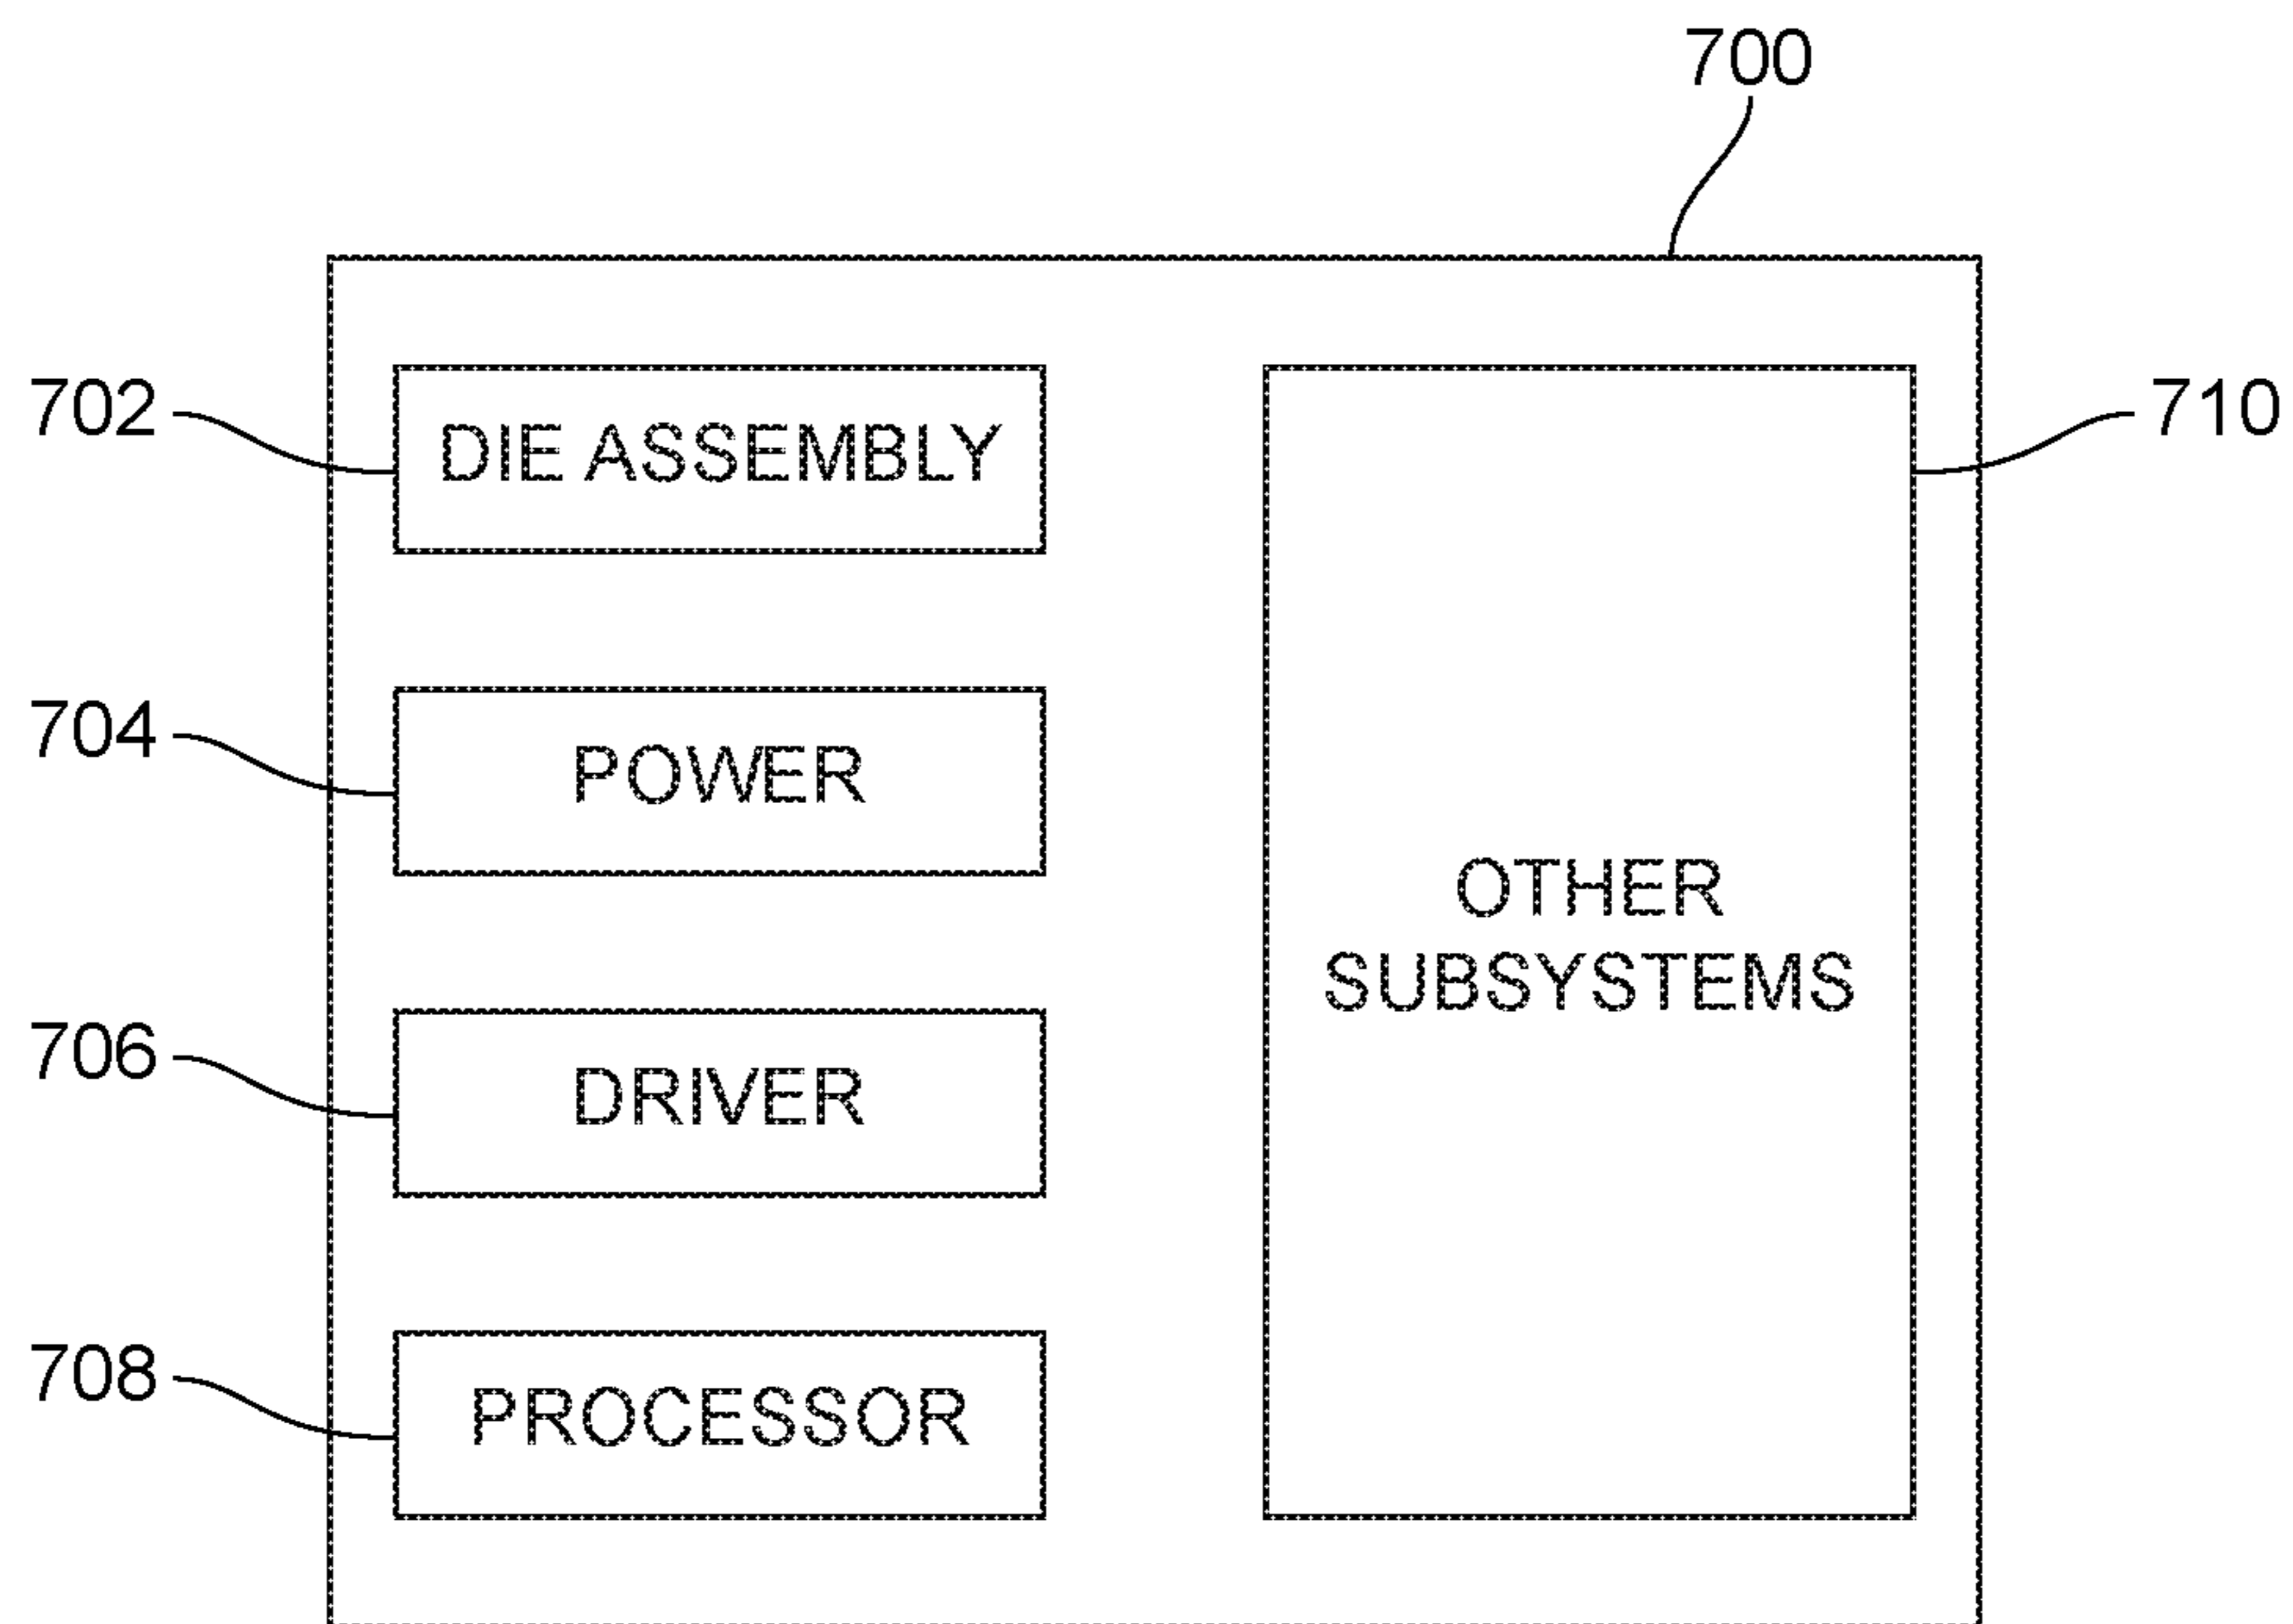 700
702
DIE ASSEMBLY
710
704
POWER
OTHER
SUBSYSTEMS
706
DRIVER
708
PROCESSOR